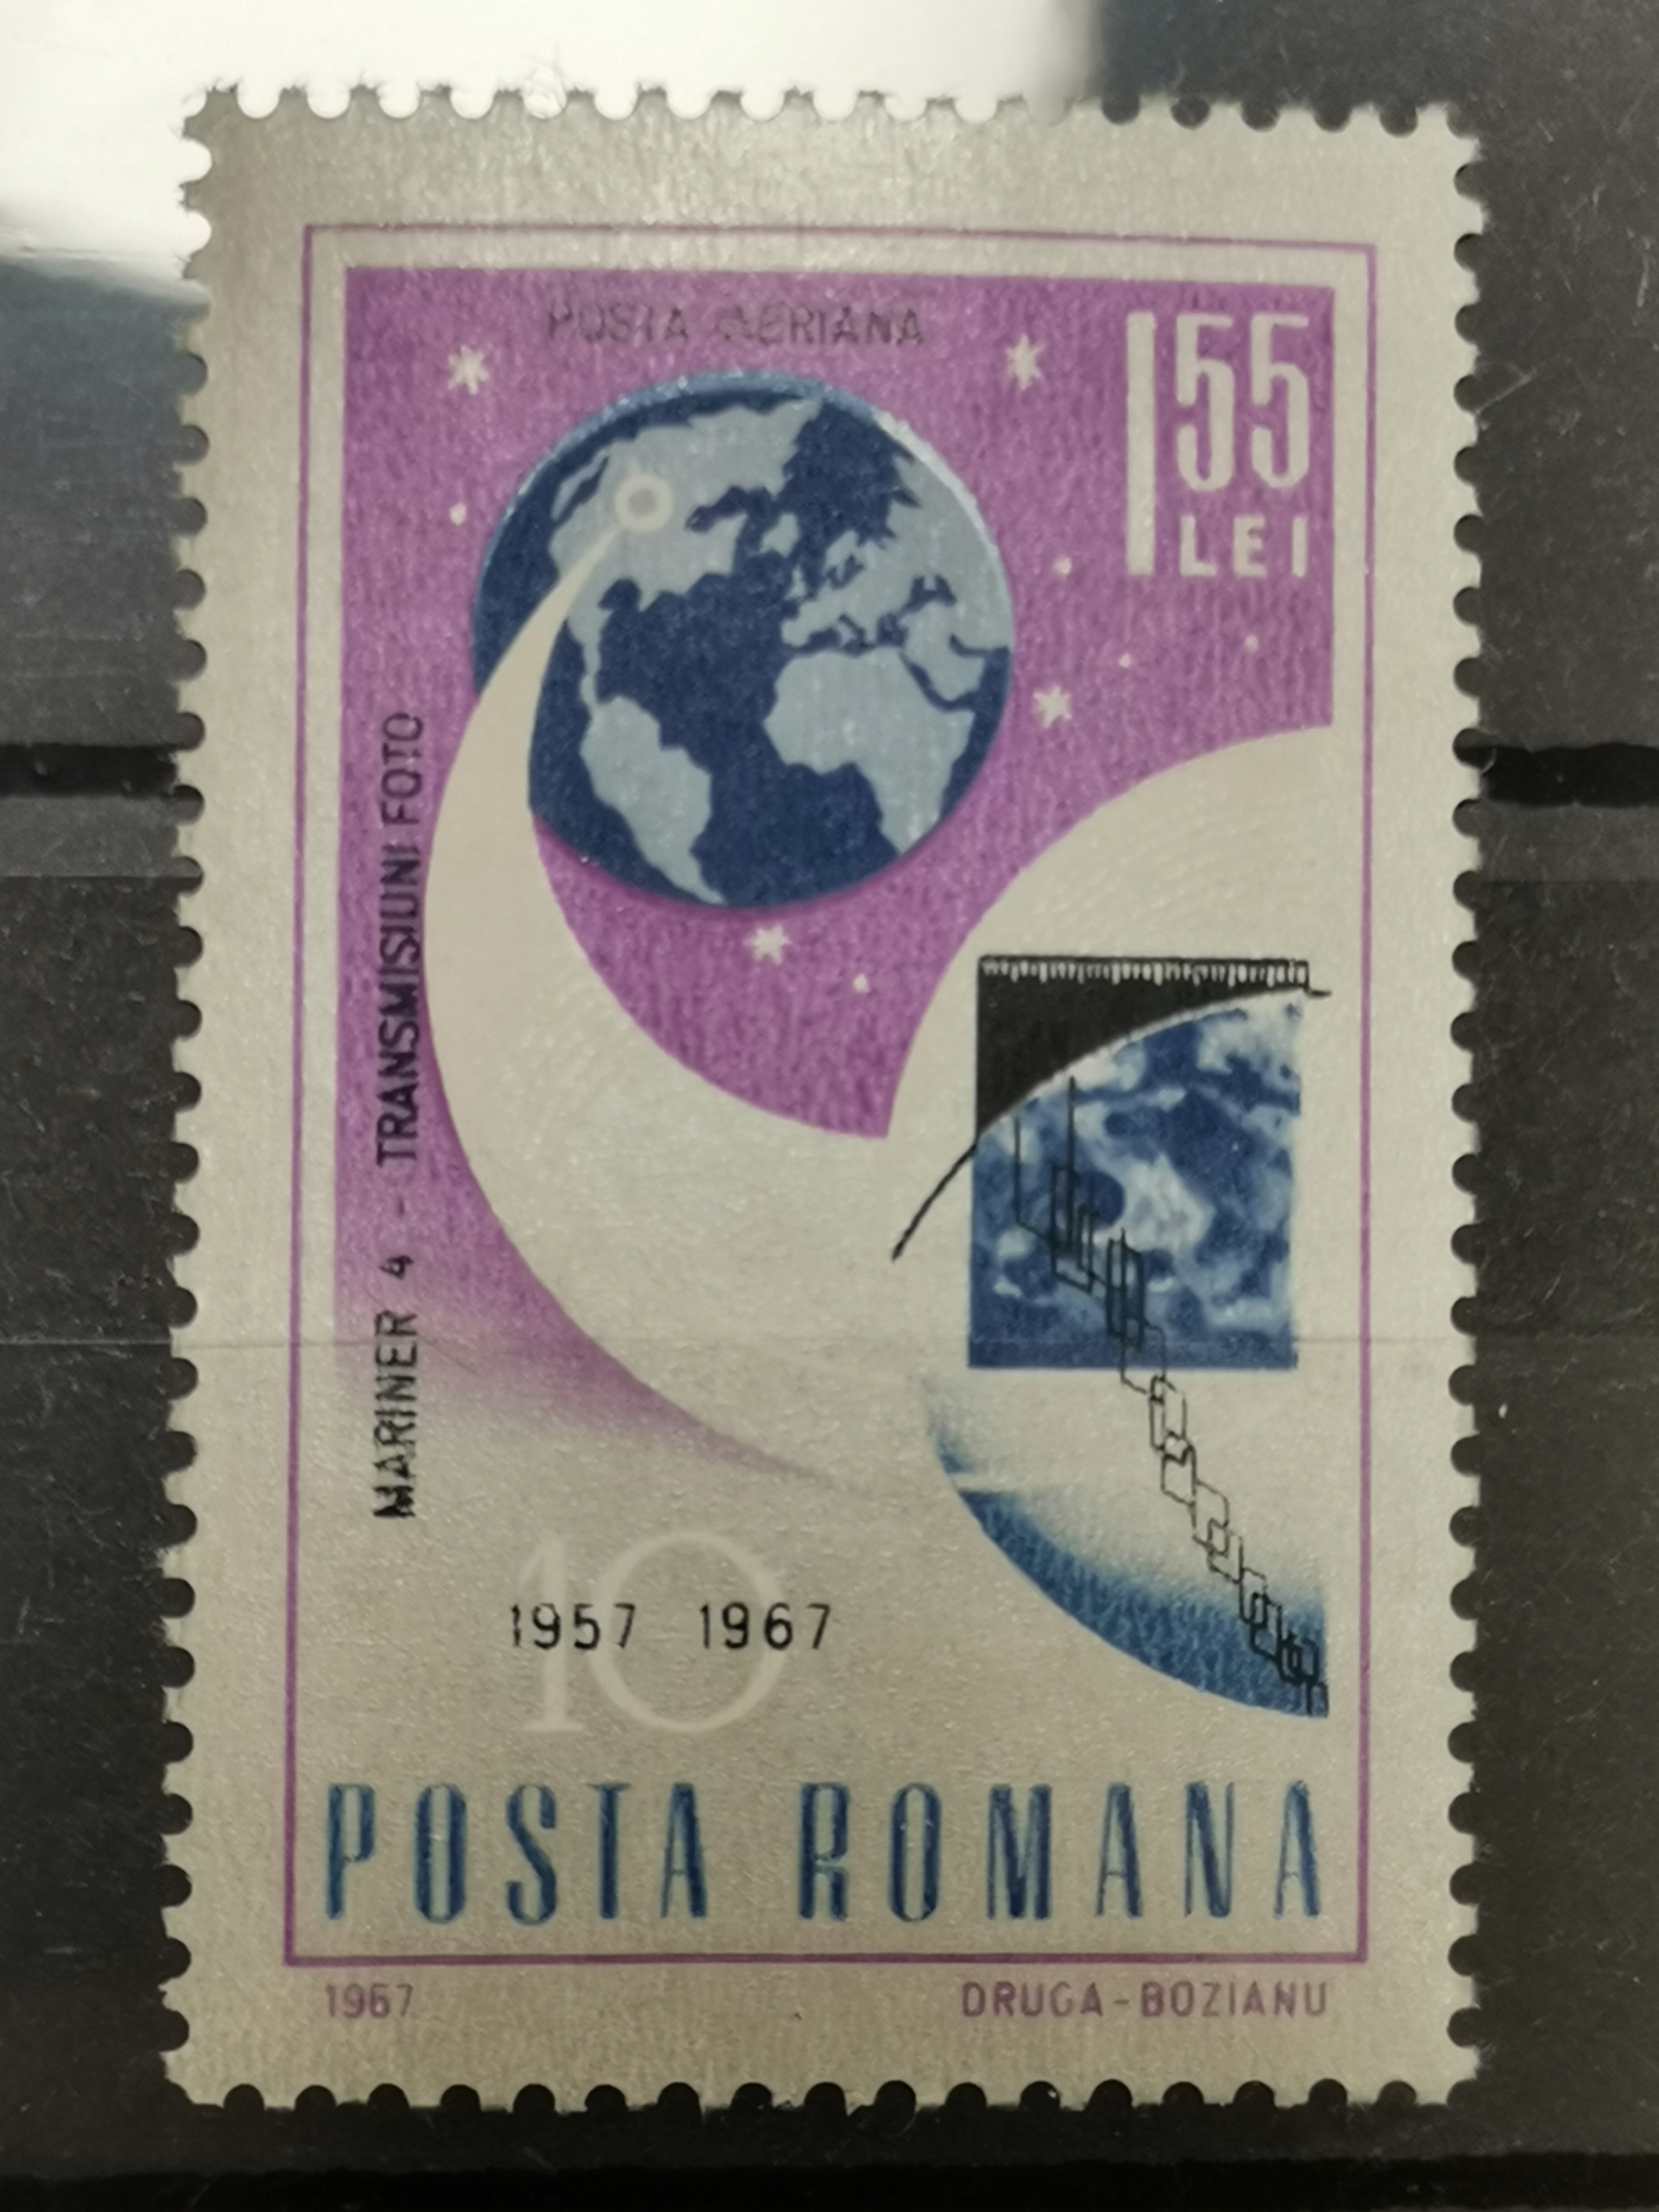 POSTA AERIANA
1 55
LEI
MARINER 4 - TRANSMISIUNI FOTO
10
1957 1967
POSTA ROMANA
1967
DRUGA-BOZIANU